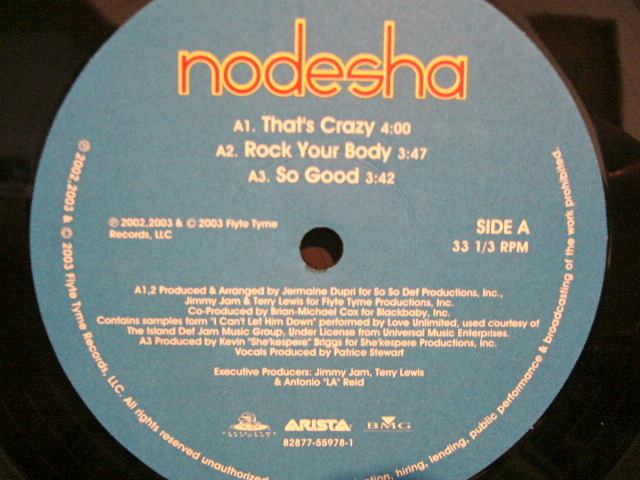 nodesha
A1. That's Crazy 4:00
A2. Rock Your Body 3:47
A3. So Good 3:42
℗ 2002,2003 & © 2003 Flyte Tyme
Records, LLC
SIDE A
33 1/3 RPM
A1,2 Produced & Arranged by Jermaine Dupri for So So Def Productions, Inc.,
Jimmy Jam & Terry Lewis for Flyte Tyme Productions, Inc.
Co-Produced by Brian-Michael Cox for Blackbaby, Inc.
Contains samples form "I Can't Let Him Down" performed by Love Unlimited, used courtesy of
The Island Def Jam Music Group, Under License from Universal Music Enterprises.
A3 Produced by Kevin "She'kespere" Briggs for She'kespere Productions, Inc.
Vocals Produced by Patrice Stewart
Executive Producers: Jimmy Jam, Terry Lewis
& Antonio "LA" Reid
ARISTA
BMG
82877-55978-1
℗ 2002,2003 & © 2003 Flyte Tyme Records, LLC. All rights reserved unauthorized hiring, lending, public performance & broadcasting of the work prohibited.